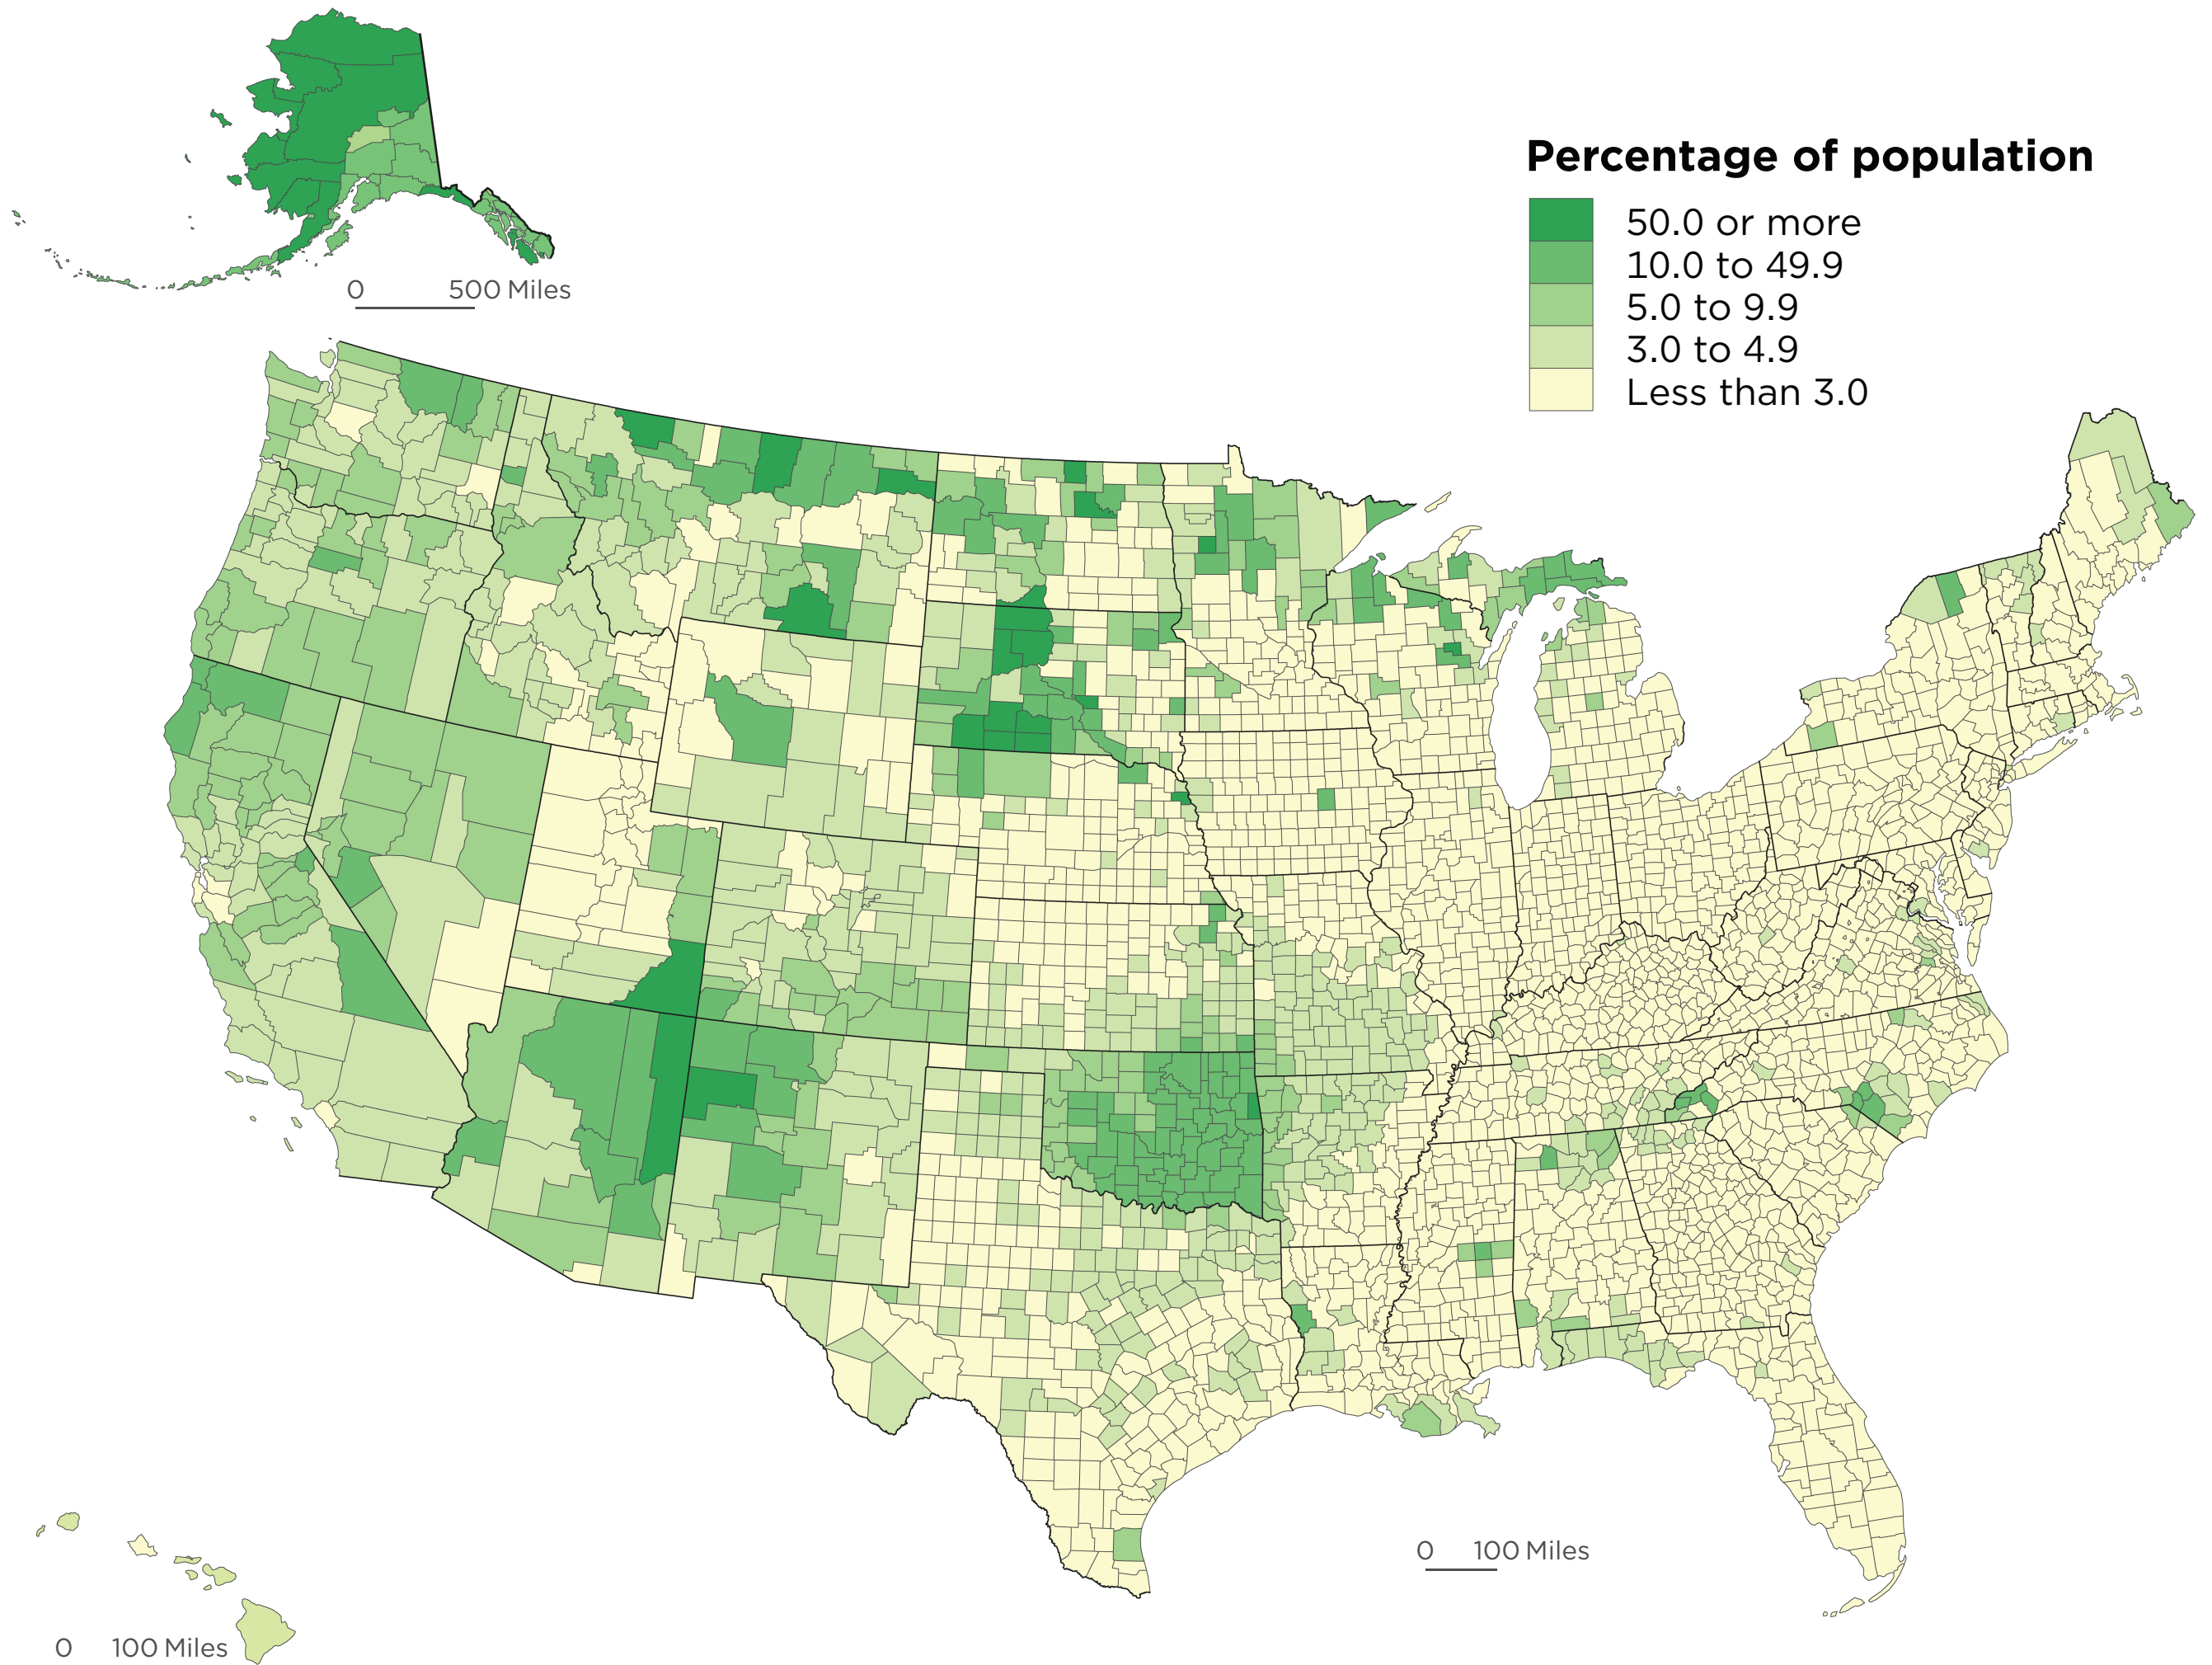 Percentage of population
50.0 or more
10.0 to 49.9
5.0 to 9.9
3.0 to 4.9
Less than 3.0
0 500 Miles
0 100 Miles
0 100 Miles